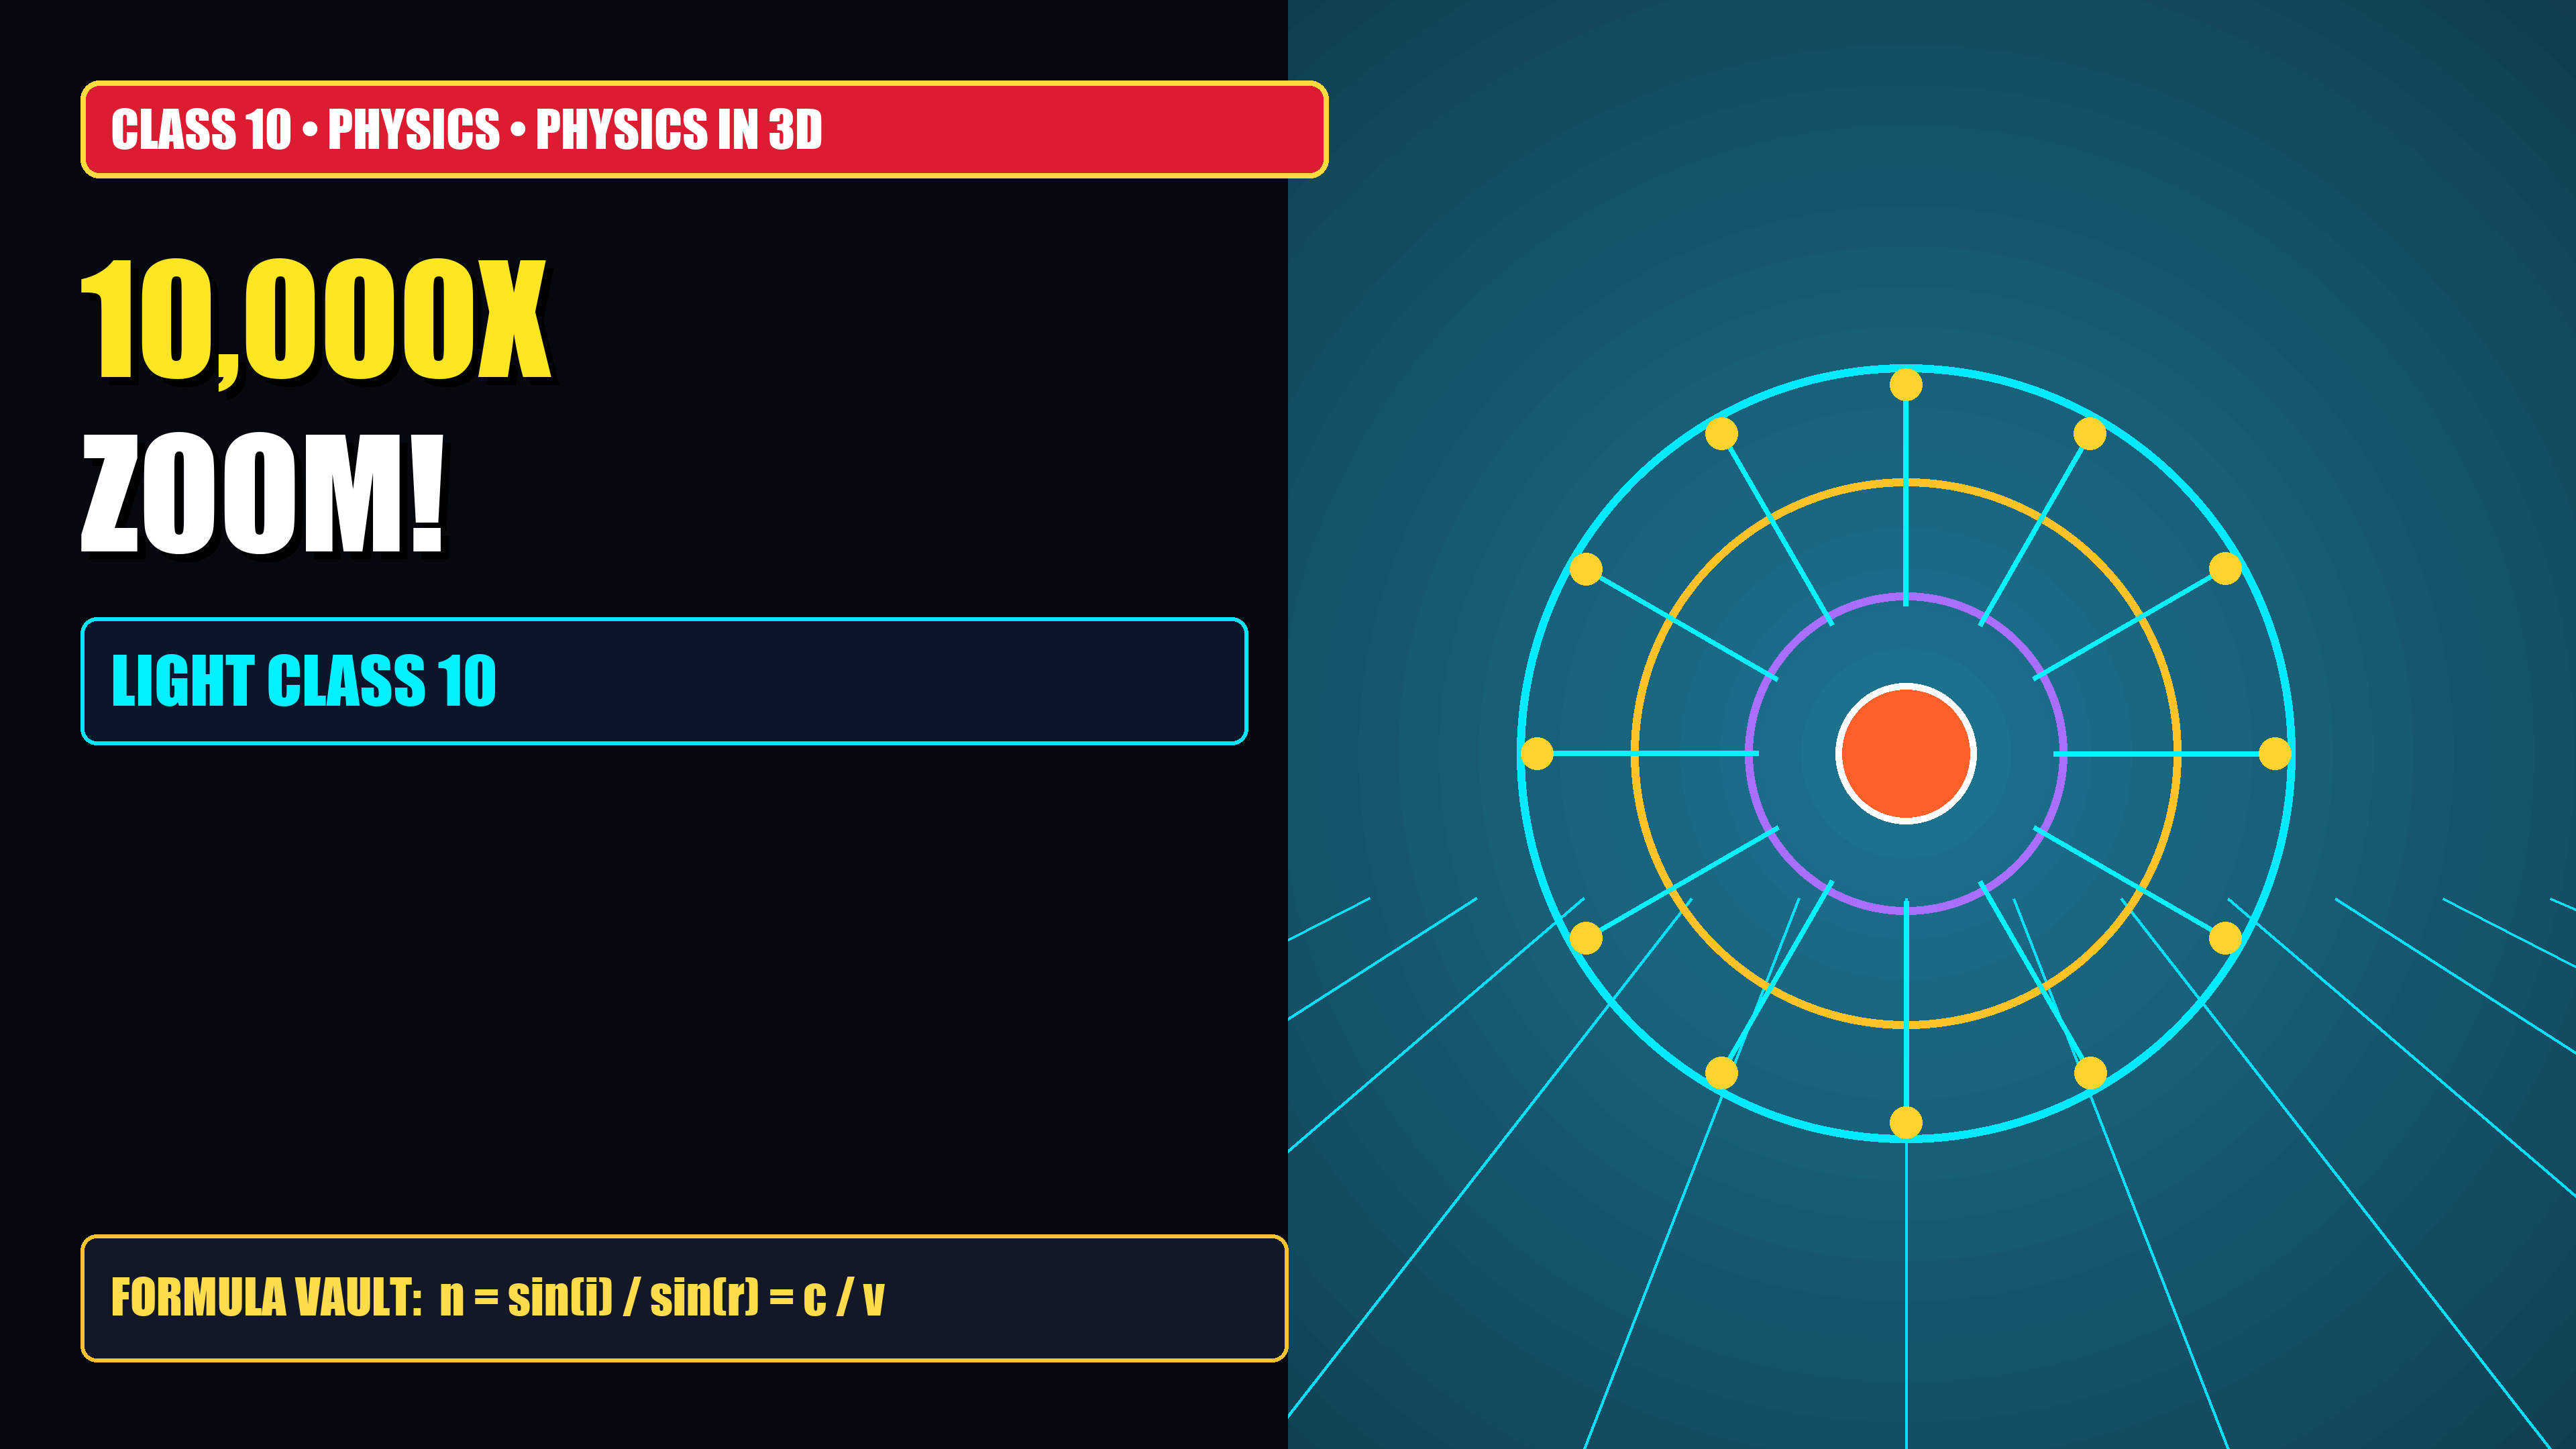 CLASS 10 • PHYSICS • PHYSICS IN 3D
10,000X
ZOOM!
LIGHT CLASS 10
FORMULA VAULT: n = sin(i) / sin(r) = c / v